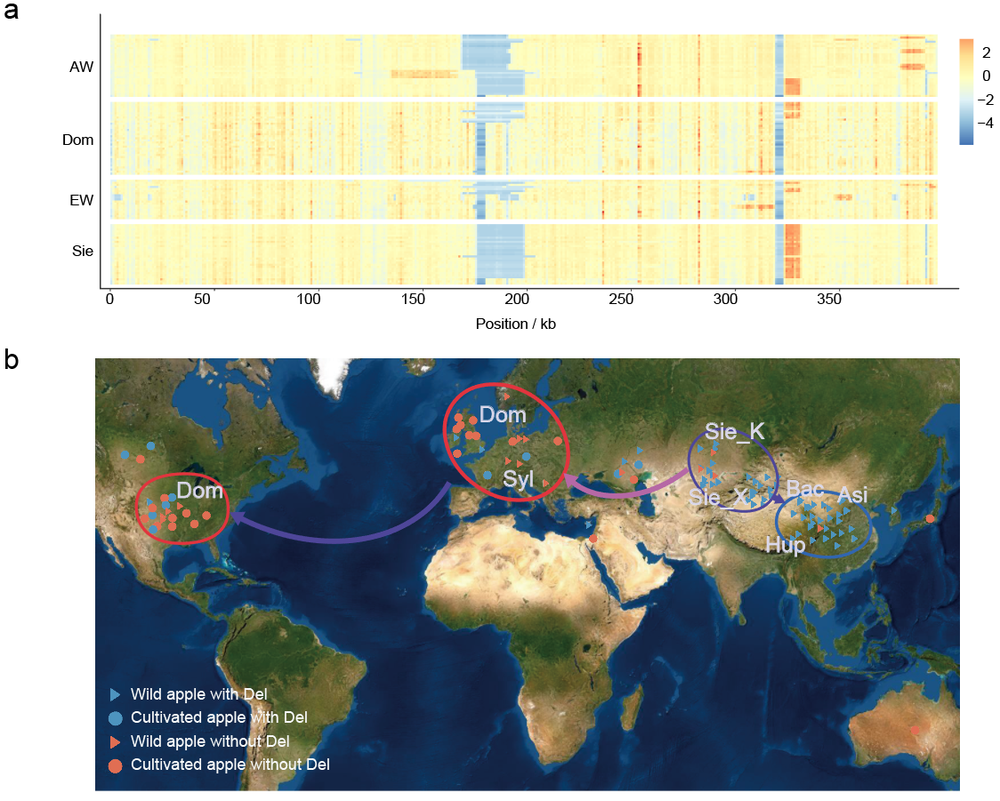 a
AW
Dom
EW
Sie
2
0
−2
−4
0 50 100 150 200 250 300 350
Position / kb
b
Dom
Syl
Sie_K
Sie_X
Bac
Asi
Hup
Dom
Wild apple with Del
Cultivated apple with Del
Wild apple without Del
Cultivated apple without Del